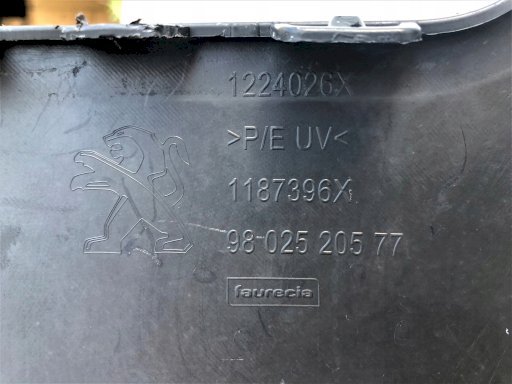 1224026X
>P/E UV<
1187396X
98 025 205 77
faurecia